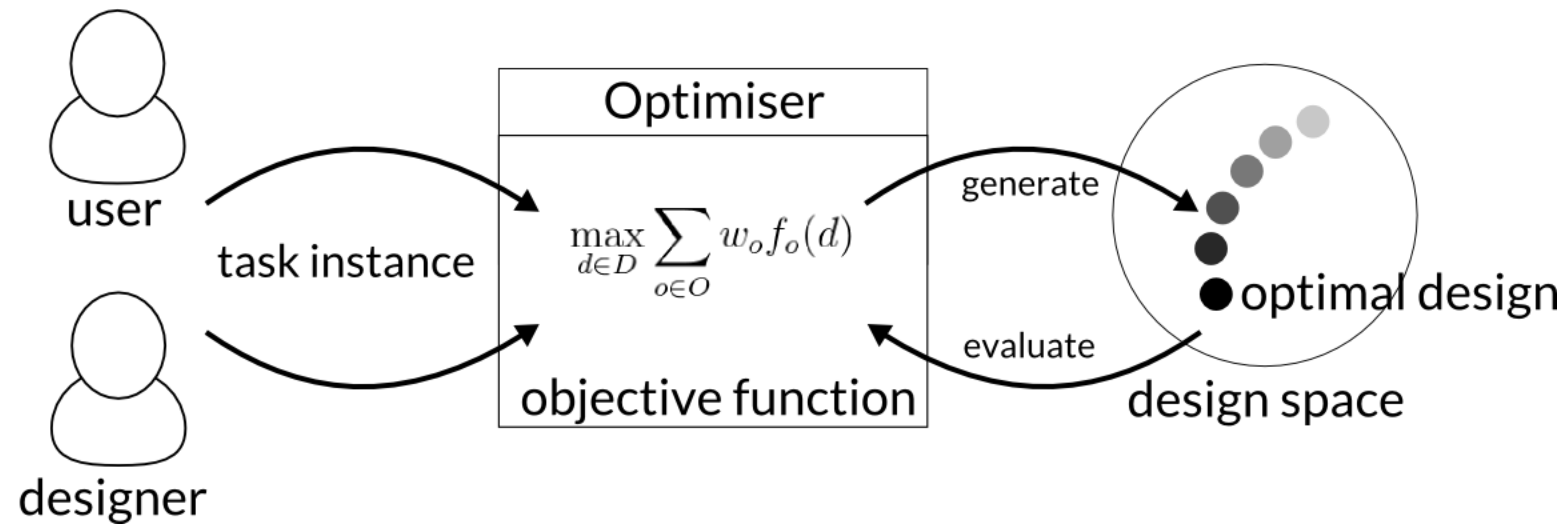 user
designer
task instance
Optimiser
max d∈D ∑ o∈O w_o f_o(d)
objective function
generate
evaluate
optimal design
design space